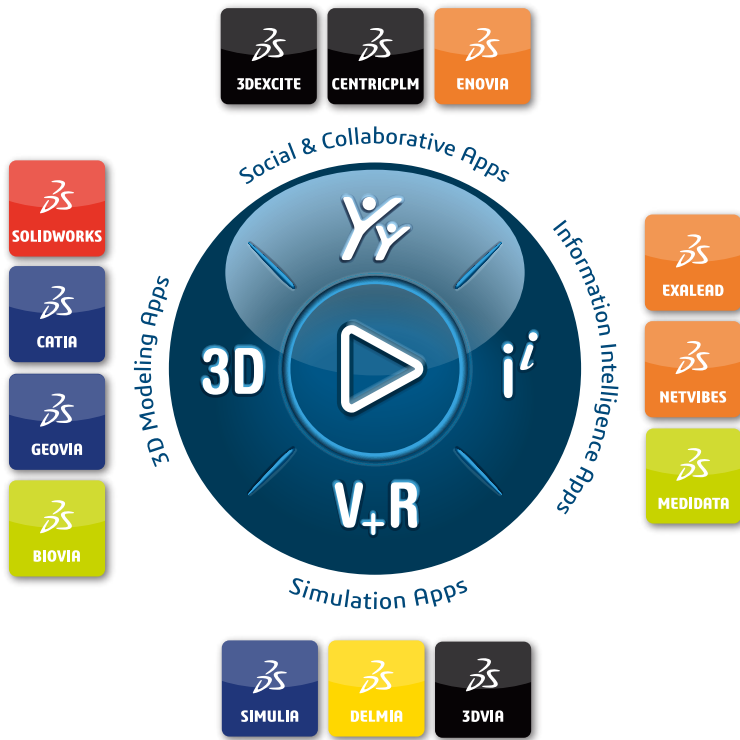 3DEXCITE
CENTRICPLM
ENOVIA
Social & Collaborative Apps
SOLIDWORKS
CATIA
GEOVIA
BIOVIA
3D Modeling Apps
3D
i i
V+R
Information Intelligence Apps
EXALEAD
NETVIBES
MEDIDATA
Simulation Apps
SIMULIA
DELMIA
3DVIA